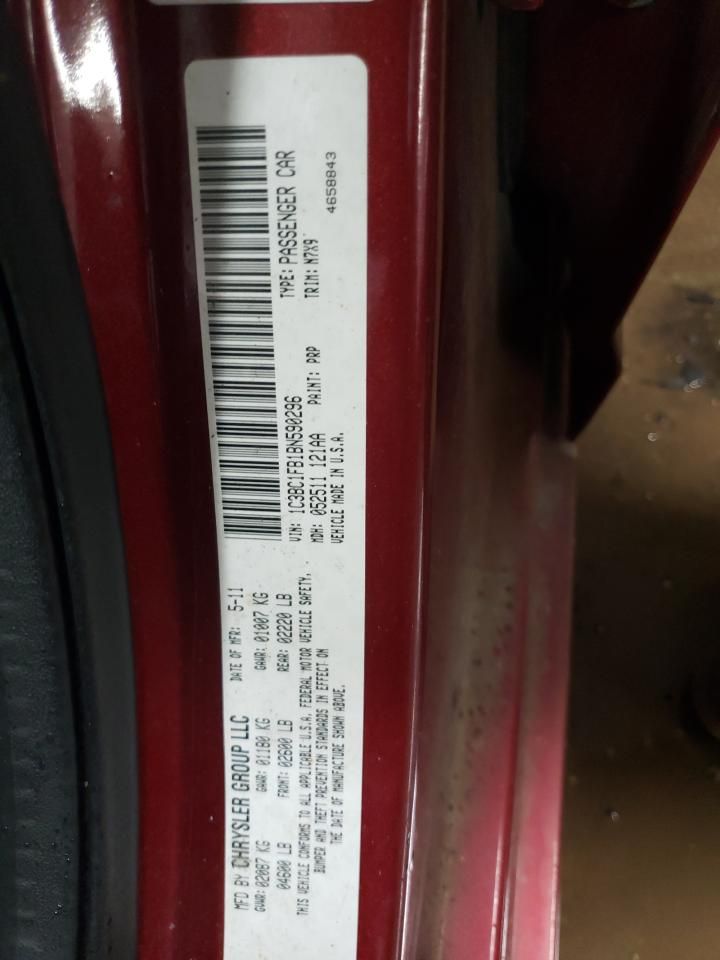 MFD BY CHRYSLER GROUP LLC DATE OF MFR: 5-11
GVWR: 02087 KG GAWR: 01180 KG GAWR: 01007 KG
04600 LB FRONT: 02600 LB REAR: 02220 LB
THIS VEHICLE CONFORMS TO ALL APPLICABLE U.S.A. FEDERAL MOTOR VEHICLE SAFETY,
BUMPER AND THEFT PREVENTION STANDARDS IN EFFECT ON
THE DATE OF MANUFACTURE SHOWN ABOVE.
VIN: 1C3BC1FB1BN590296 TYPE: PASSENGER CAR
MDH: 052511 121AA PAINT: PRP TRIM: N7X9
VEHICLE MADE IN U.S.A. 4658843